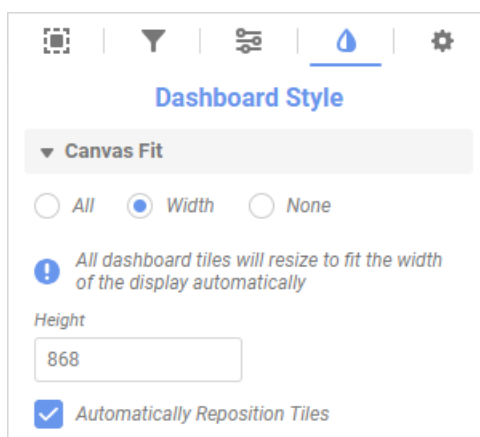 Dashboard Style
Canvas Fit
All Width None
All dashboard tiles will resize to fit the width
of the display automatically
Height
868
Automatically Reposition Tiles